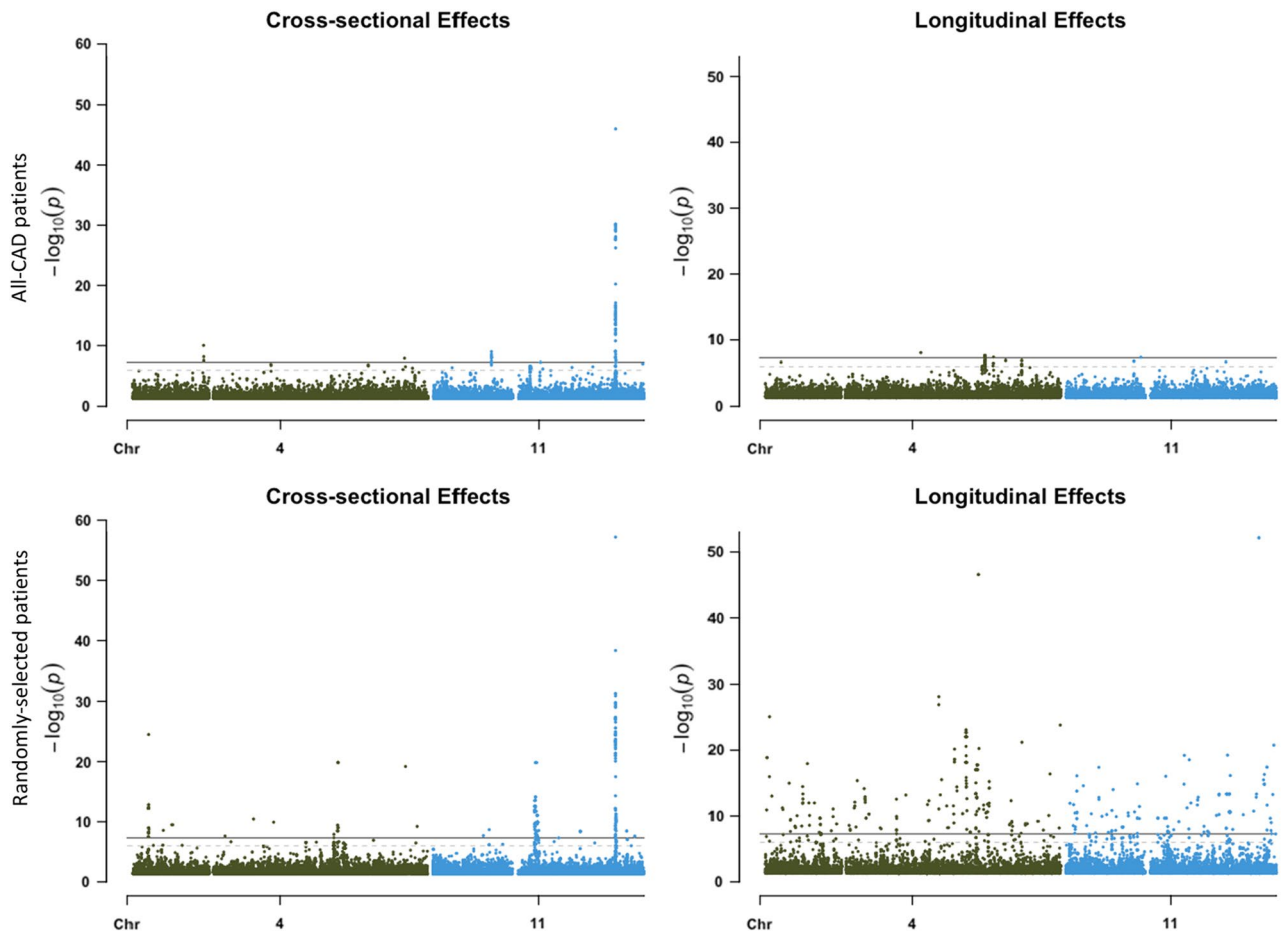 Cross-sectional Effects
Longitudinal Effects
All-CAD patients
−log10(p)
60
50
40
30
20
10
0
Chr
4
11
−log10(p)
50
40
30
20
10
0
Chr
4
11
Cross-sectional Effects
Longitudinal Effects
Randomly-selected patients
−log10(p)
60
50
40
30
20
10
0
Chr
4
11
−log10(p)
50
40
30
20
10
0
Chr
4
11